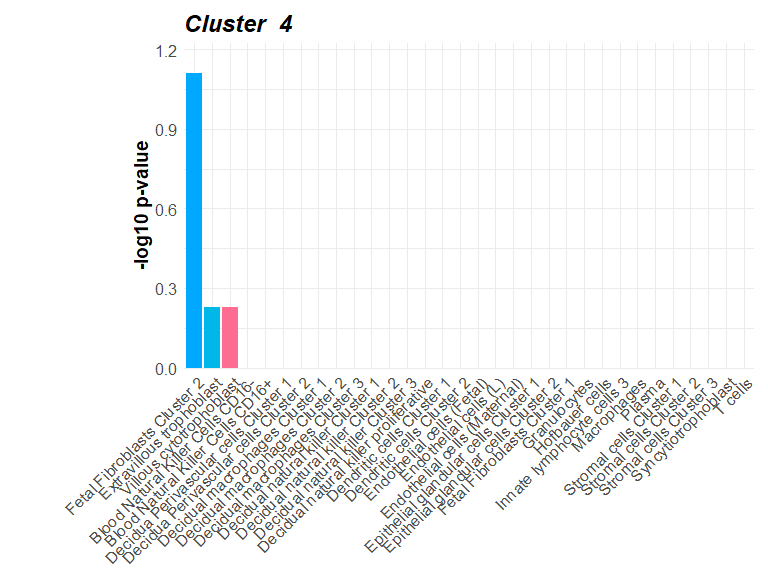 Cluster  4
-log10 p-value
1.2
0.9
0.6
0.3
0.0
Fetal Fibroblasts Cluster 2
Extravillous trophoblast
Villous cytotrophoblast
Blood Natural Killer Cells CD16-
Blood Natural Killer Cells CD16+
Decidua Perivascular cells Cluster 1
Decidua Perivascular cells Cluster 2
Decidual macrophages Cluster 1
Decidual macrophages Cluster 2
Decidual macrophages Cluster 3
Decidual natural killer Cluster 1
Decidual natural killer Cluster 2
Decidual natural killer Cluster 3
Decidual natural killer proliferative
Dendritic cells Cluster 1
Dendritic cells Cluster 2
Endothelial cells (Fetal)
Endothelial cells (L)
Endothelial cells (Maternal)
Epithelial glandular cells Cluster 1
Epithelial glandular cells Cluster 2
Fetal Fibroblasts Cluster 1
Granulocytes
Hofbauer cells
Innate lymphocyte cells 3
Macrophages
Plasma
Stromal cells Cluster 1
Stromal cells Cluster 2
Stromal cells Cluster 3
Syncytiotrophoblast
T cells